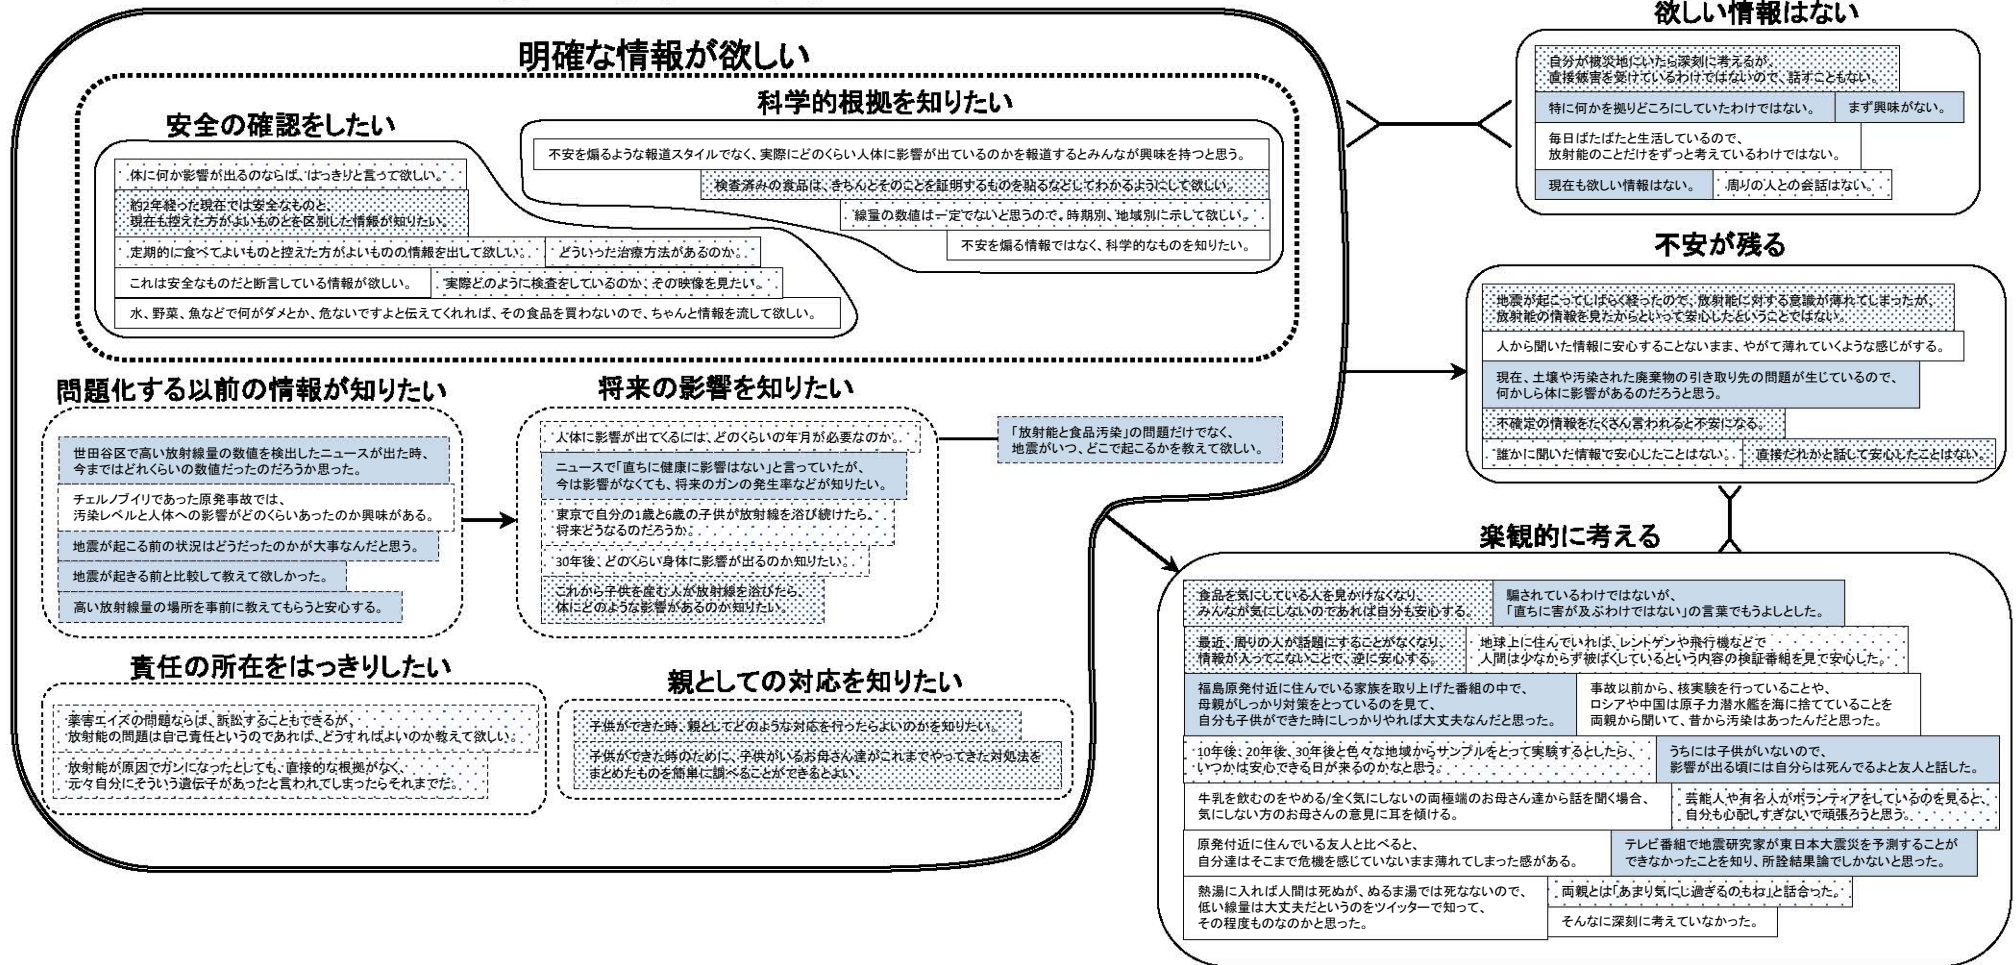 明確な情報が欲しい
安全の確認をしたい
体に何か影響が出るのならば、はっきりと言って欲しい。
約2年経った現在では安全なものと、
現在も控えた方がよいものとを区別した情報が知りたい。
定期的に食べてよいものと控えた方がよいものの情報を出して欲しい。
どういった治療方法があるのか。
これは安全なものだと断言している情報が欲しい。
実際どのように検査をしているのか、その映像を見たい。
水、野菜、魚などで何がダメとか、危ないですよと伝えてくれれば、その食品を買わないので、ちゃんと情報を流して欲しい。
科学的根拠を知りたい
不安を煽るような報道スタイルでなく、実際にどのくらい人体に影響が出ているのかを報道するとみんなが興味を持つと思う。
検査済みの食品は、きちんとそのことを証明するものを貼るなどしてわかるようにして欲しい。
線量の数値は一定でないと思うので、時期別、地域別に示して欲しい。
不安を煽る情報ではなく、科学的なものを知りたい。
問題化する以前の情報が知りたい
世田谷区で高い放射線量の数値を検出したニュースが出た時、
今まではどれくらいの数値だったのだろうか思った。
チェルノブイリであった原発事故では、
汚染レベルと人体への影響がどのくらいあったのか興味がある。
地震が起こる前の状況はどうだったのかが大事なんだと思う。
地震が起きる前と比較して教えて欲しかった。
高い放射線量の場所を事前に教えてもらうと安心する。
将来の影響を知りたい
人体に影響が出てくるには、どのくらいの年月が必要なのか。
ニュースで「直ちに健康に影響はない」と言っていたが、
今は影響がなくても、将来のガンの発生率などが知りたい。
東京で自分の1歳と6歳の子供が放射線を浴び続けたら、
将来どうなるのだろうか。
30年後、どのくらい身体に影響が出るのか知りたい。
これから子供を産む人が放射線を浴びたら、
体にどのような影響があるのか知りたい。
「放射能と食品汚染」の問題だけでなく、
地震がいつ、どこで起こるかを教えて欲しい。
責任の所在をはっきりしたい
薬害エイズの問題ならば、訴訟することもできるが、
放射能の問題は自己責任というのであれば、どうすればよいのか教えて欲しい。
放射能が原因でガンになったとしても、直接的な根拠がなく、
元々自分にそういう遺伝子があったと言われてしまったらそれまでだ。
親としての対応を知りたい
子供ができた時、親としてどのような対応を行ったらよいのかを知りたい。
子供ができた時のために、子供がいるお母さん達がこれまでやってきた対処法を
まとめたものを簡単に調べることができるとよい。
欲しい情報はない
自分が被災地にいたら深刻に考えるが、
直接被害を受けているわけではないので、話すこともない。
特に何かを拠りどころにしていたわけではない。
まず興味がない。
毎日ばたばたと生活しているので、
放射能のことだけをずっと考えているわけではない。
現在も欲しい情報はない。
周りの人との会話はない。
不安が残る
地震が起こってしばらく経ったので、放射能に対する意識が薄れてしまったが、
放射能の情報を見たからといって安心したということではない。
人から聞いた情報に安心することないまま、やがて薄れていくような感じがする。
現在、土壌や汚染された廃棄物の引き取り先の問題が生じているので、
何かしら体に影響があるのだろうと思う。
不確定の情報をたくさん言われると不安になる。
誰かに聞いた情報で安心したことはない。
直接だれかと話して安心したことはない。
楽観的に考える
食品を気にしている人を見かけなくなり、
みんなが気にしないのであれば自分も安心する。
騙されているわけではないが、
「直ちに害が及ぶわけではない」の言葉でもうよしとした。
最近、周りの人が話題にすることがなくなり、
情報が入ってこないことで、逆に安心する。
地球上に住んでいれば、レントゲンや飛行機などで
人間は少なからず被ばくしているという内容の検証番組を見て安心した。
福島原発付近に住んでいる家族を取り上げた番組の中で、
母親がしっかり対策をとっているのを見て、
自分も子供ができた時にしっかりやれば大丈夫なんだと思った。
事故以前から、核実験を行っていることや、
ロシアや中国は原子力潜水艦を海に捨てていることを
両親から聞いて、昔から汚染はあったんだと思った。
10年後、20年後、30年後と色々な地域からサンプルをとって実験するとしたら、
いつかは安心できる日が来るのかなと思う。
うちには子供がいないので、
影響が出る頃には自分らは死んでるよと友人と話した。
牛乳を飲むのをやめる/全く気にしないの両極端のお母さん達から話を聞く場合、
気にしない方のお母さんの意見に耳を傾ける。
芸能人や有名人がボランティアをしているのを見ると、
自分も心配しすぎないで頑張ろうと思う。
原発付近に住んでいる友人と比べると、
自分達はそこまで危機を感じていないまま薄れてしまった感がある。
テレビ番組で地震研究家が東日本大震災を予測することが
できなかったことを知り、所詮結果論でしかないと思った。
熱湯に入れば人間は死ぬが、ぬるま湯では死なないので、
低い線量は大丈夫だというのをツイッターで知って、
その程度ものなのかと思った。
両親とは「あまり気にし過ぎるのもね」と話合った。
そんなに深刻に考えていなかった。